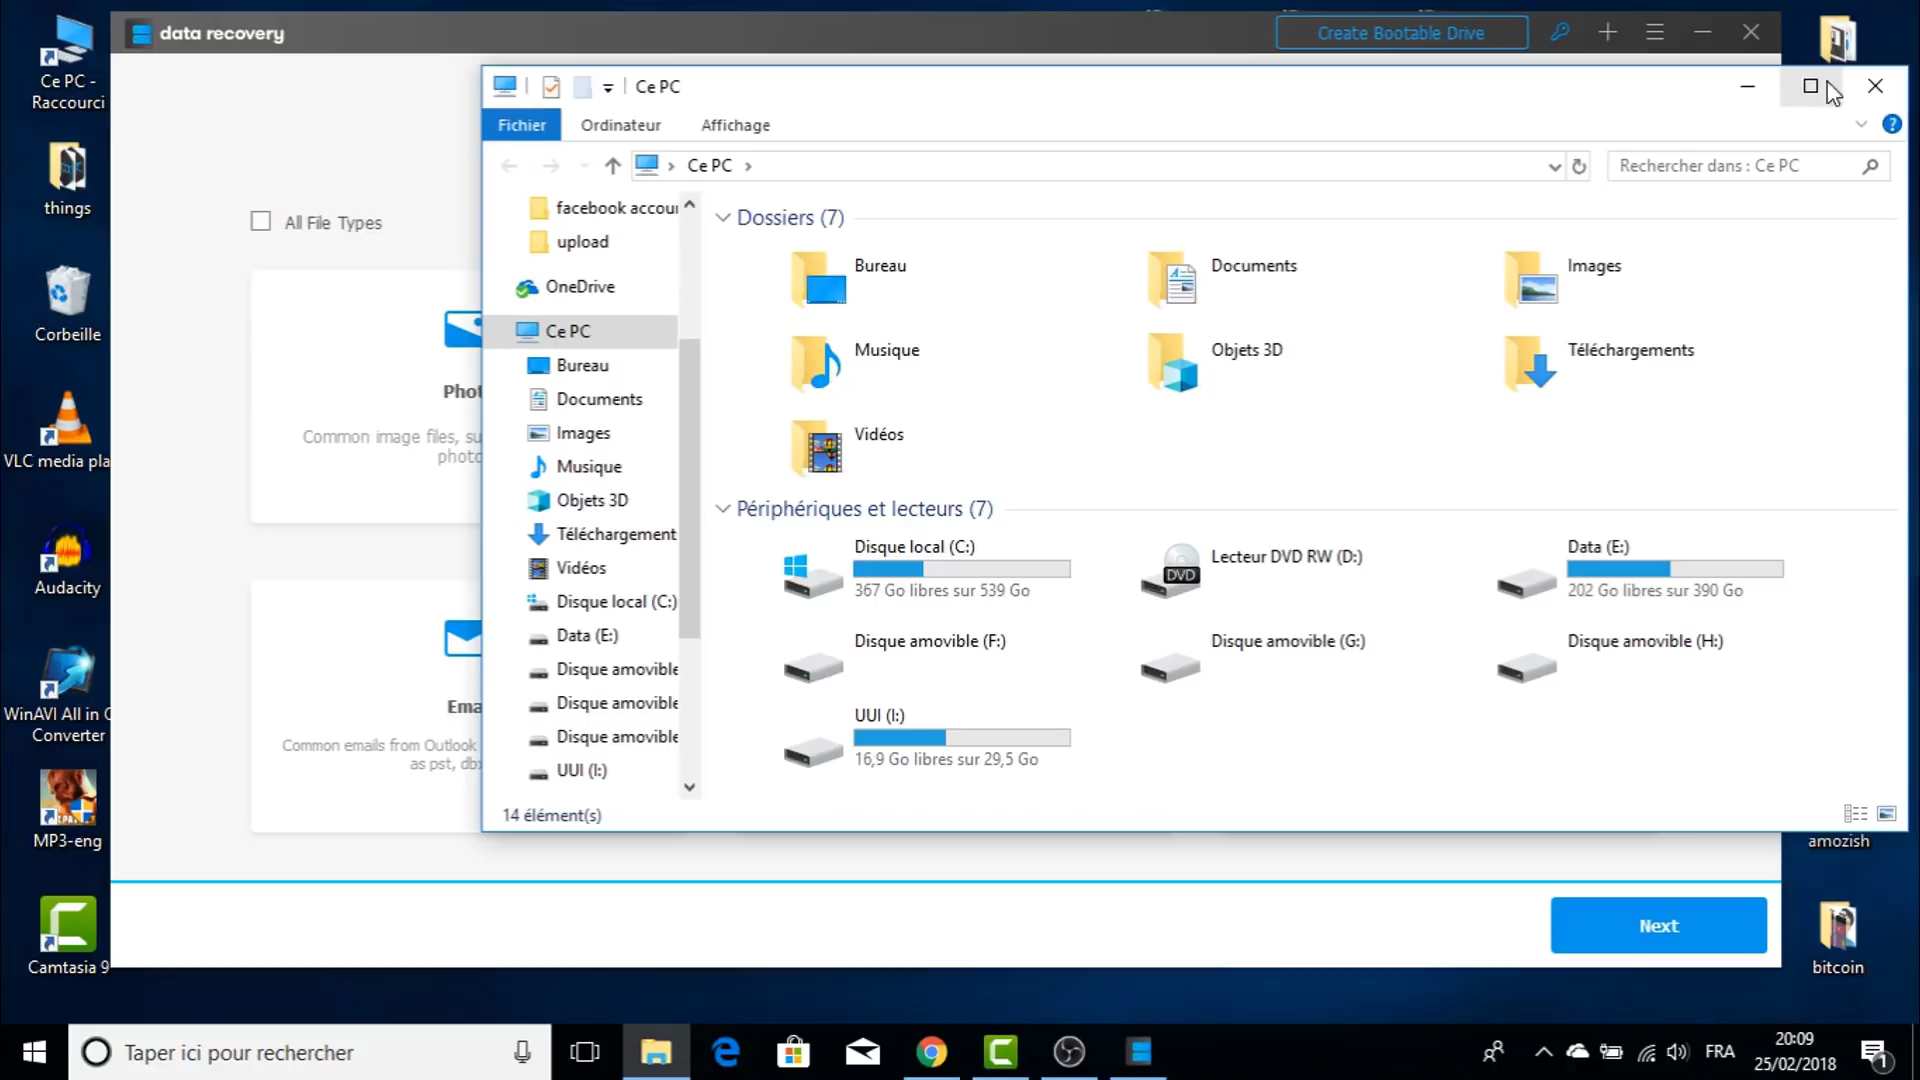 data recovery
Create Bootable Drive
Ce PC -
Raccourci
things
Corbeille
VLC media pla
Audacity
WinAVI All in C
Converter
MP3-eng
Camtasia 9
All File Types
Phot
Common image files, su
photo
Ema
Common emails from Outlook
as pst, dbx
Next
Ce PC
Fichier
Ordinateur
Affichage
Ce PC
Rechercher dans : Ce PC
facebook accou
upload
OneDrive
Ce PC
Bureau
Documents
Images
Musique
Objets 3D
Téléchargement
Vidéos
Disque local (C:)
Data (E:)
Disque amovible
Disque amovible
Disque amovible
UUI (I:)
Dossiers (7)
Bureau
Documents
Images
Musique
Objets 3D
Téléchargements
Vidéos
Périphériques et lecteurs (7)
Disque local (C:)
367 Go libres sur 539 Go
Lecteur DVD RW (D:)
DVD
Data (E:)
202 Go libres sur 390 Go
Disque amovible (F:)
Disque amovible (G:)
Disque amovible (H:)
UUI (I:)
16,9 Go libres sur 29,5 Go
14 élément(s)
amozish
bitcoin
Taper ici pour rechercher
FRA
20:09
25/02/2018
1